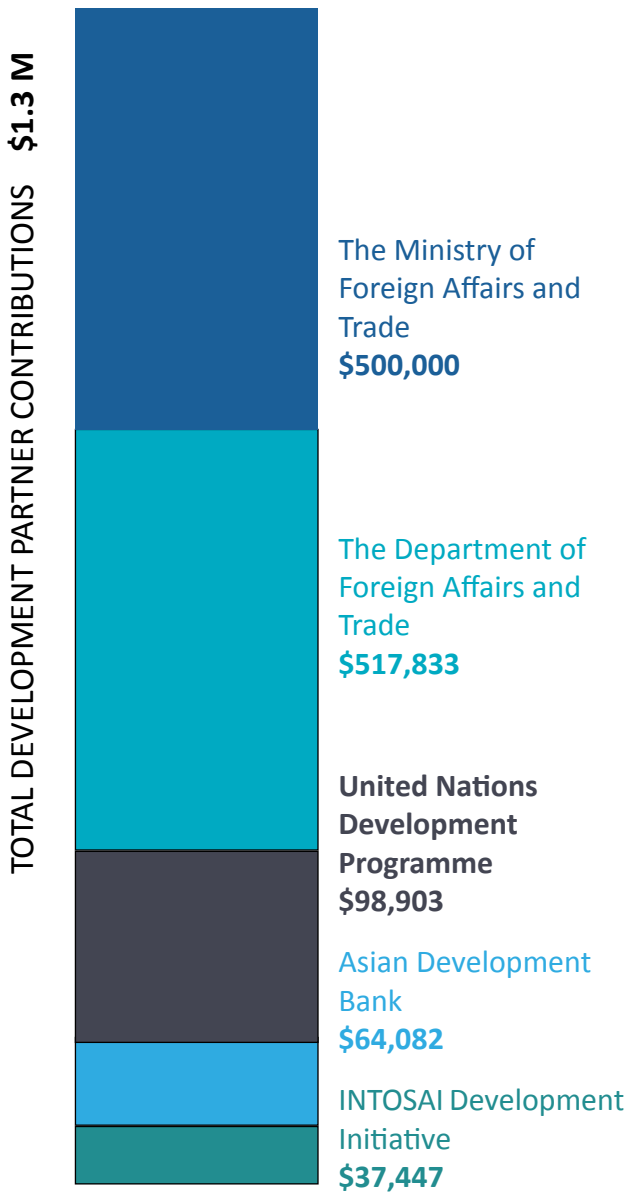 TOTAL DEVELOPMENT PARTNER CONTRIBUTIONS $1.3 M
The Ministry of
Foreign Affairs and
Trade
$500,000
The Department of
Foreign Affairs and
Trade
$517,833
United Nations
Development
Programme
$98,903
Asian Development
Bank
$64,082
INTOSAI Development
Initiative
$37,447